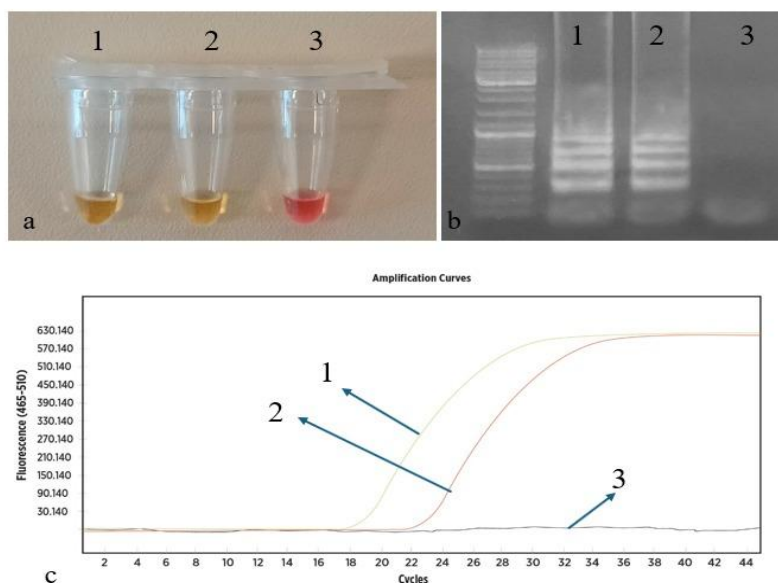 1 2 3
a
1 2 3
b
Amplification Curves
Fluorescence (465-510)
630.140
570.140
510.140
450.140
390.140
330.140
270.140
210.140
150.140
90.140
30.140
1
2
3
2 4 6 8 10 12 14 16 18 20 22 24 26 28 30 32 34 36 38 40 42 44
Cycles
c